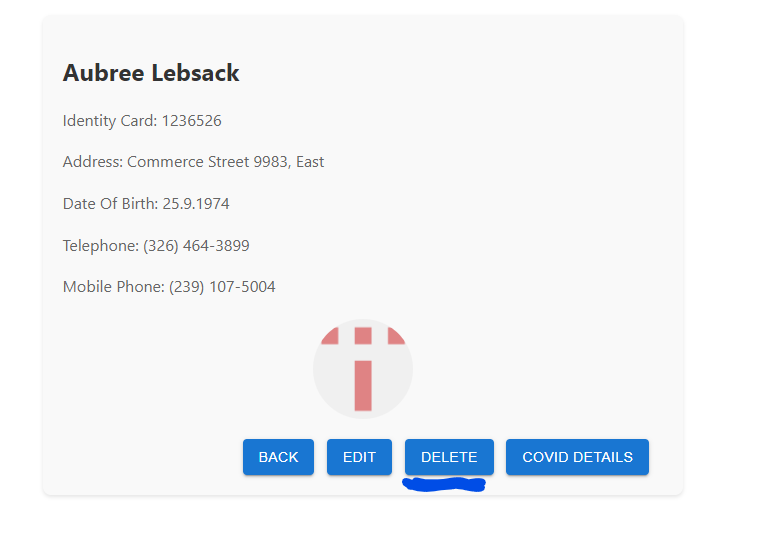 Aubree Lebsack
Identity Card: 1236526
Address: Commerce Street 9983, East
Date Of Birth: 25.9.1974
Telephone: (326) 464-3899
Mobile Phone: (239) 107-5004
BACK EDIT DELETE COVID DETAILS